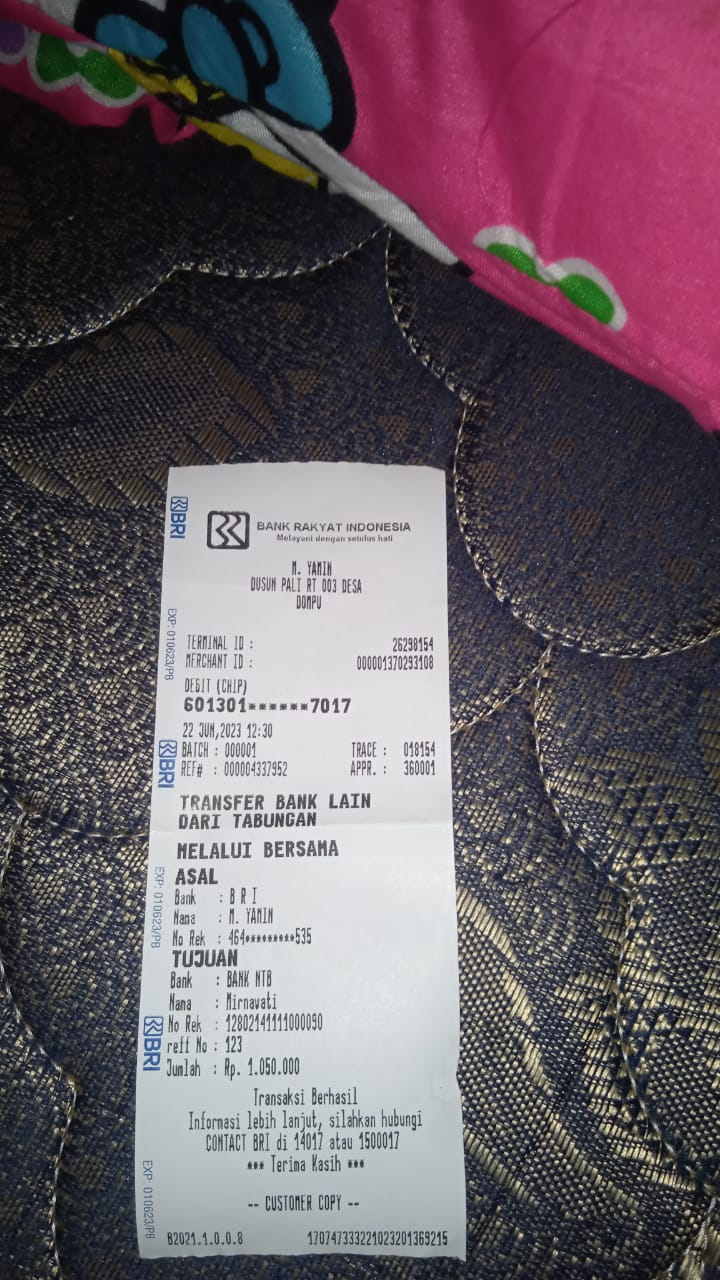 BRI
BANK RAKYAT INDONESIA
Melayani dengan setulus hati
M. YAMIN
DUSUN PALI RT 003 DESA
DOMPU
EXP: 010623/PB
TERMINAL ID : 26298154
MERCHANT ID : 000001370293108
DEBIT (CHIP)
601301******7017
22 JUN,2023 12:30
BRI
BATCH : 000001 TRACE : 018154
REF# : 000004337952 APPR. : 360001
TRANSFER BANK LAIN
DARI TABUNGAN
MELALUI BERSAMA
EXP: 010623/PB
ASAL
Bank : B R I
Nama : M. YAMIN
No Rek : 464*********535
TUJUAN
Bank : BANK NTB
Nama : Mirnawati
No Rek : 12802141111000090
BRI
reff No : 123
Jumlah : Rp. 1.050.000
Transaksi Berhasil
Informasi lebih lanjut, silahkan hubungi
CONTACT BRI di 14017 atau 1500017
*** Terima Kasih ***
EXP: 010623/PB
-- CUSTOMER COPY --
B2021.1.0.0.8 170747333221023201369215